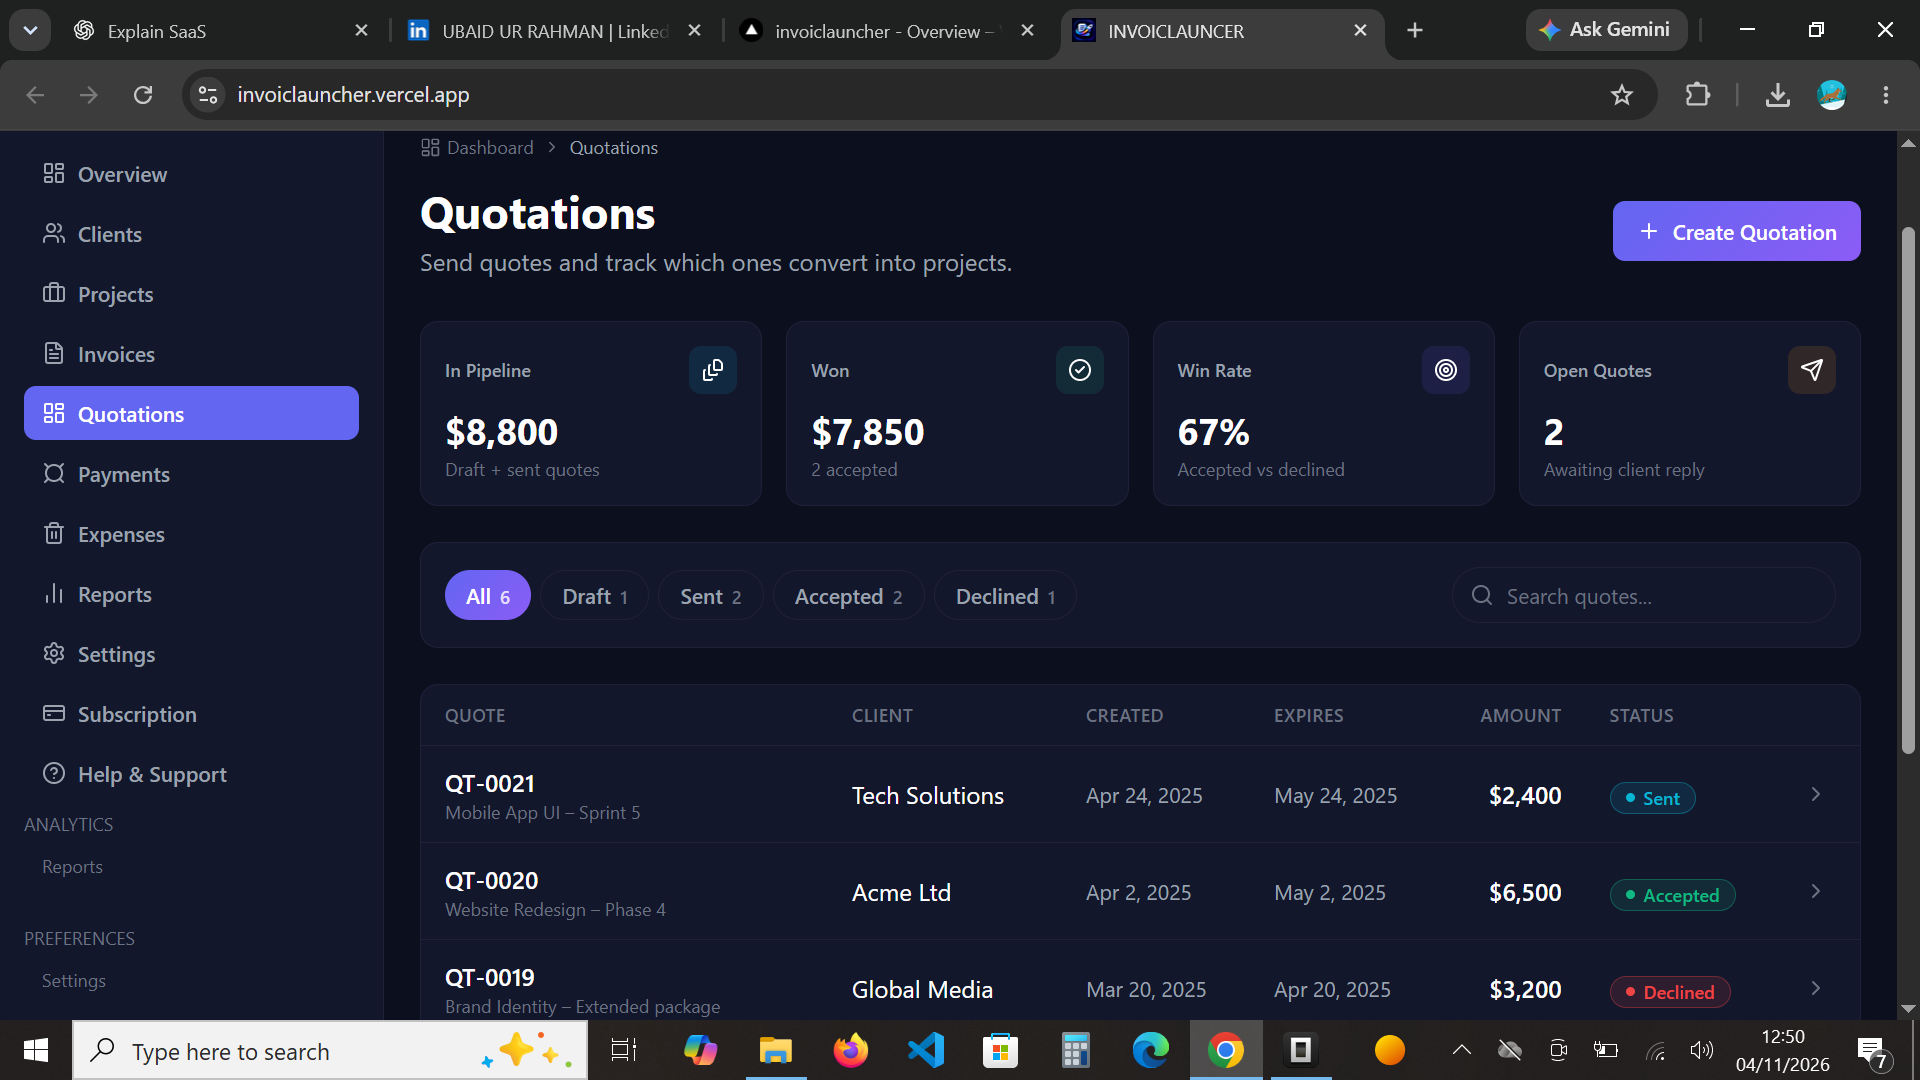 Explain SaaS
UBAID UR RAHMAN | Linked
invoiclauncher - Overview –
INVOICLAUNCER
Ask Gemini
invoiclauncher.vercel.app
Overview
Clients
Projects
Invoices
Quotations
Payments
Expenses
Reports
Settings
Subscription
Help & Support
ANALYTICS
Reports
PREFERENCES
Settings
Dashboard > Quotations
Quotations
Send quotes and track which ones convert into projects.
+ Create Quotation
In Pipeline
$8,800
Draft + sent quotes
Won
$7,850
2 accepted
Win Rate
67%
Accepted vs declined
Open Quotes
2
Awaiting client reply
All 6 Draft 1 Sent 2 Accepted 2 Declined 1
Search quotes...
QUOTE CLIENT CREATED EXPIRES AMOUNT STATUS
QT-0021
Mobile App UI – Sprint 5
Tech Solutions Apr 24, 2025 May 24, 2025 $2,400 Sent
QT-0020
Website Redesign – Phase 4
Acme Ltd Apr 2, 2025 May 2, 2025 $6,500 Accepted
QT-0019
Brand Identity – Extended package
Global Media Mar 20, 2025 Apr 20, 2025 $3,200 Declined
Type here to search
12:50
04/11/2026
7